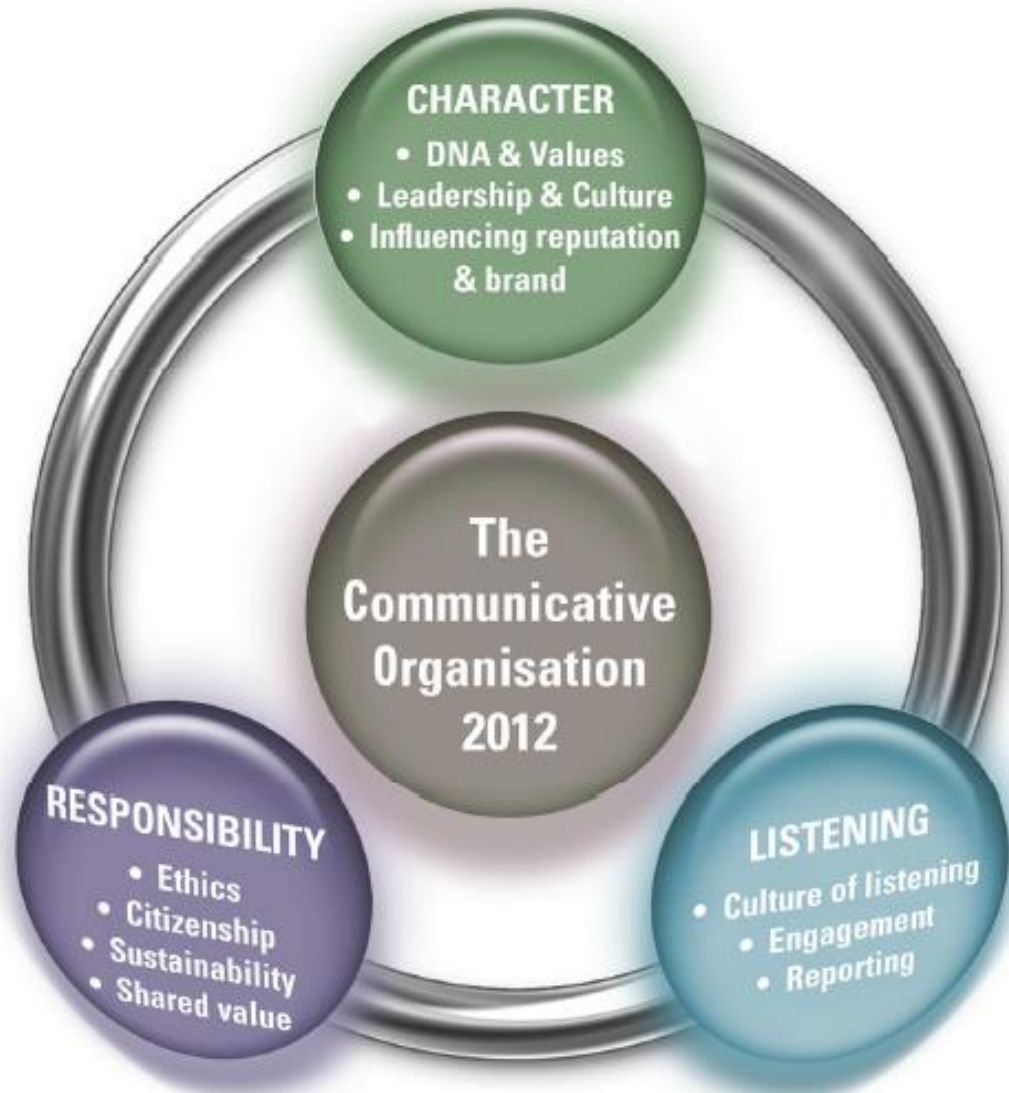 CHARACTER
• DNA & Values
• Leadership & Culture
• Influencing reputation
& brand
The
Communicative
Organisation
2012
RESPONSIBILITY
• Ethics
• Citizenship
• Sustainability
• Shared value
LISTENING
• Culture of listening
• Engagement
• Reporting